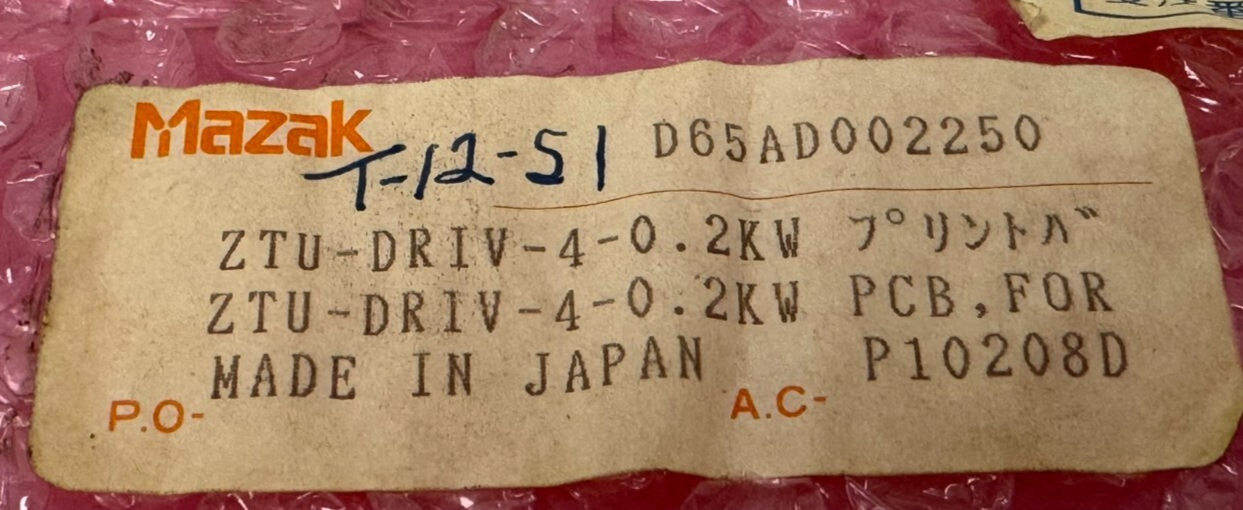 Mazak T-12-51 D65AD002250
ZTU-DRIV-4-0.2KW プリントバ
ZTU-DRIV-4-0.2KW PCB,FOR
MADE IN JAPAN P10208D
P.O- A.C-